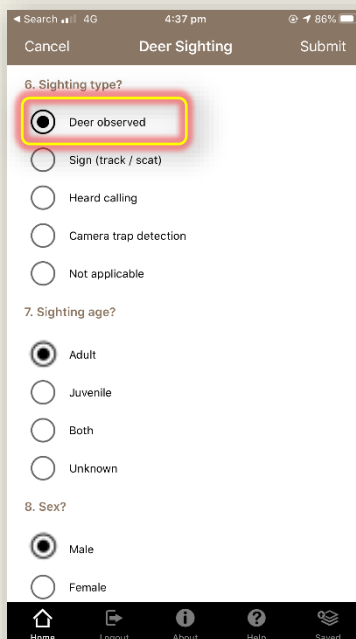 Search 4G 4:37 pm 86%
Cancel Deer Sighting Submit
6. Sighting type?
Deer observed
Sign (track / scat)
Heard calling
Camera trap detection
Not applicable
7. Sighting age?
Adult
Juvenile
Both
Unknown
8. Sex?
Male
Female
Home Logout About Help Saved